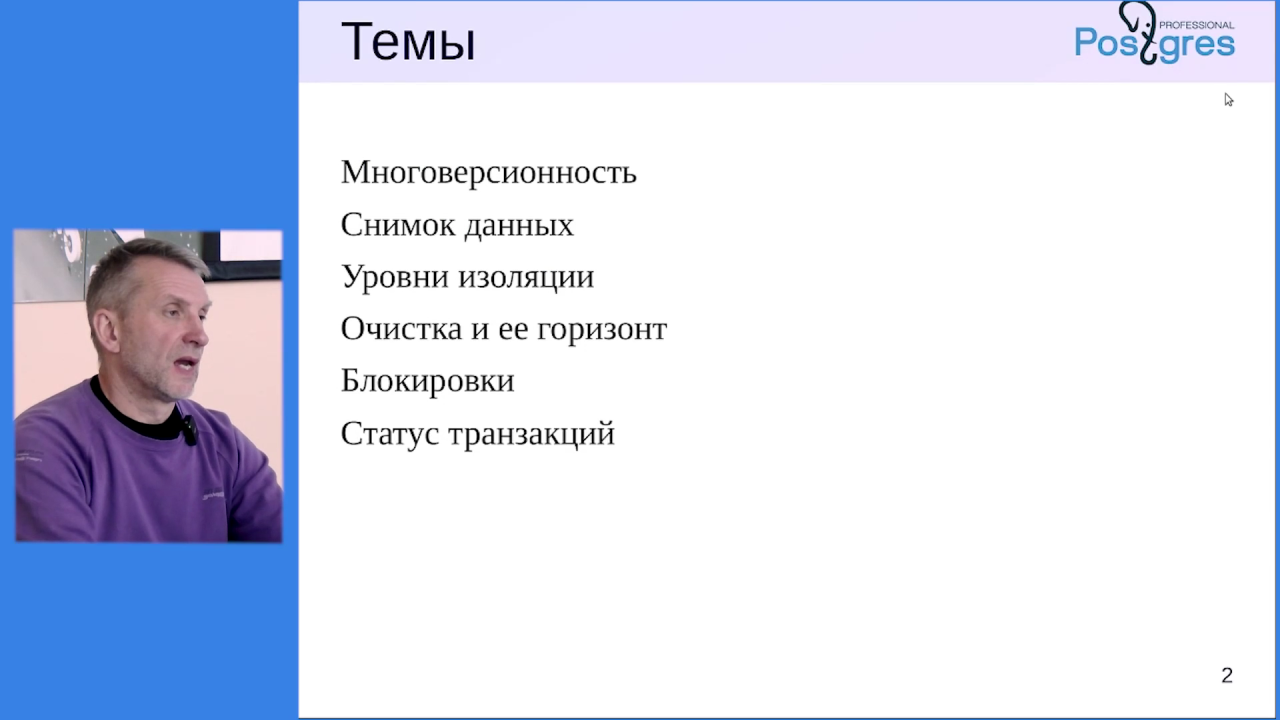 Темы
PROFESSIONAL
Postgres
Многоверсионность
Снимок данных
Уровни изоляции
Очистка и ее горизонт
Блокировки
Статус транзакций
2